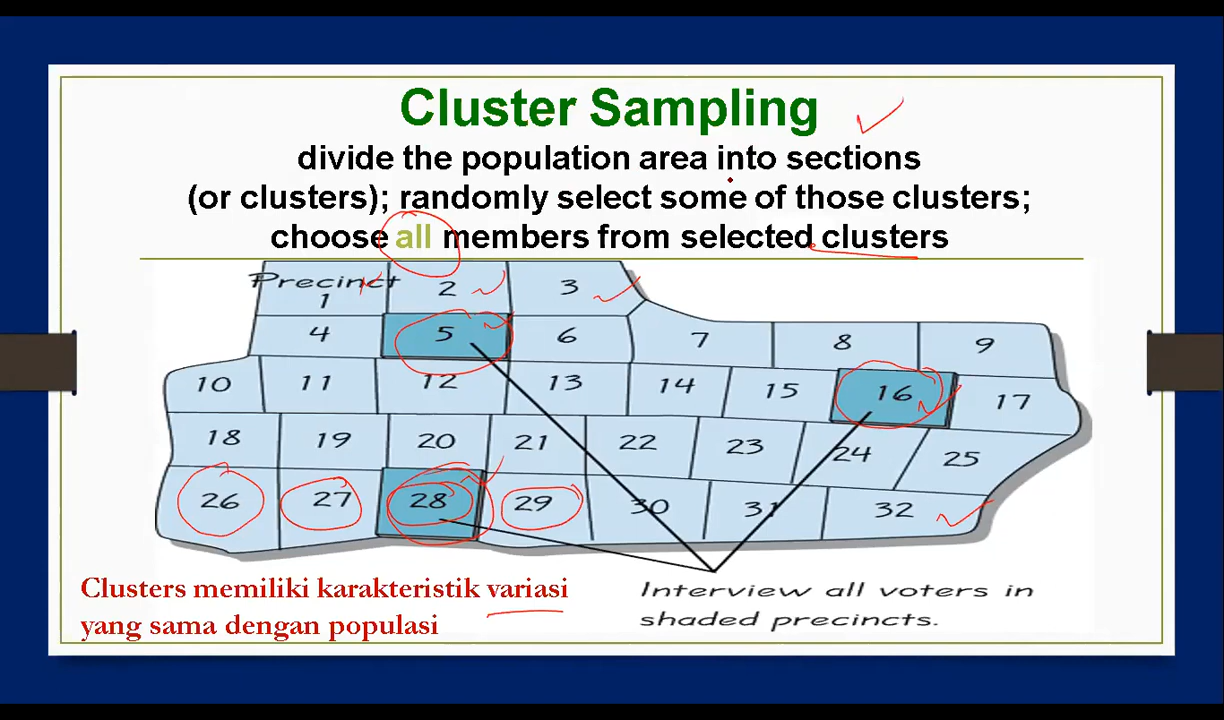 Cluster Sampling
divide the population area into sections
(or clusters); randomly select some of those clusters;
choose all members from selected clusters
Precinct
1 2 3
4 5 6 7 8 9
10 11 12 13 14 15 16 17
18 19 20 21 22 23 24 25
26 27 28 29 30 31 32
Clusters memiliki karakteristik variasi
yang sama dengan populasi
Interview all voters in
shaded precincts.